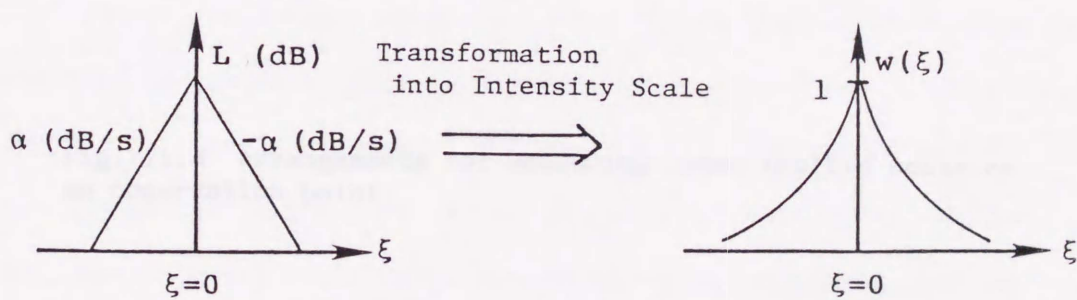 L (dB)
Transformation
into Intensity Scale
w(ξ)
1
α (dB/s)
-α (dB/s)
ξ
ξ
ξ=0
ξ=0